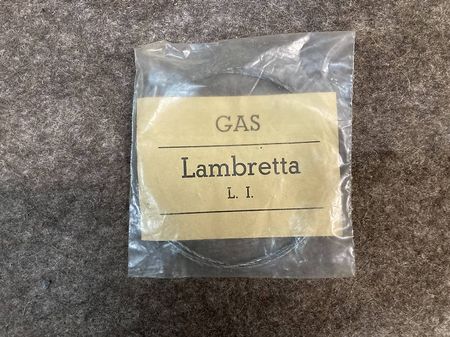 GAS
Lambretta
L. I.